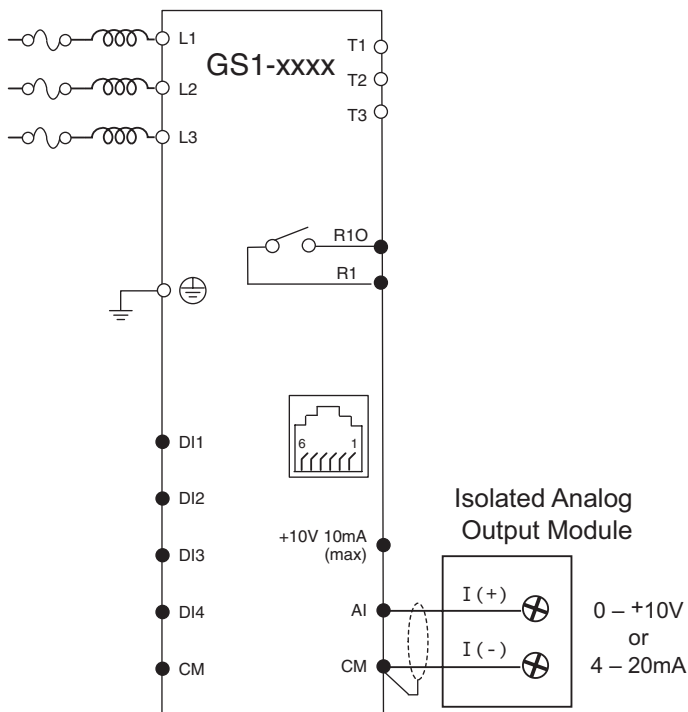 L1
GS1-xxxx
T1
L2
T2
T3
L3
R1O
R1
6 1
DI1
DI2
Isolated Analog
Output Module
+10V 10mA
(max)
DI3
I(+)
AI
0 – +10V
or
4 – 20mA
DI4
I(-)
CM
CM